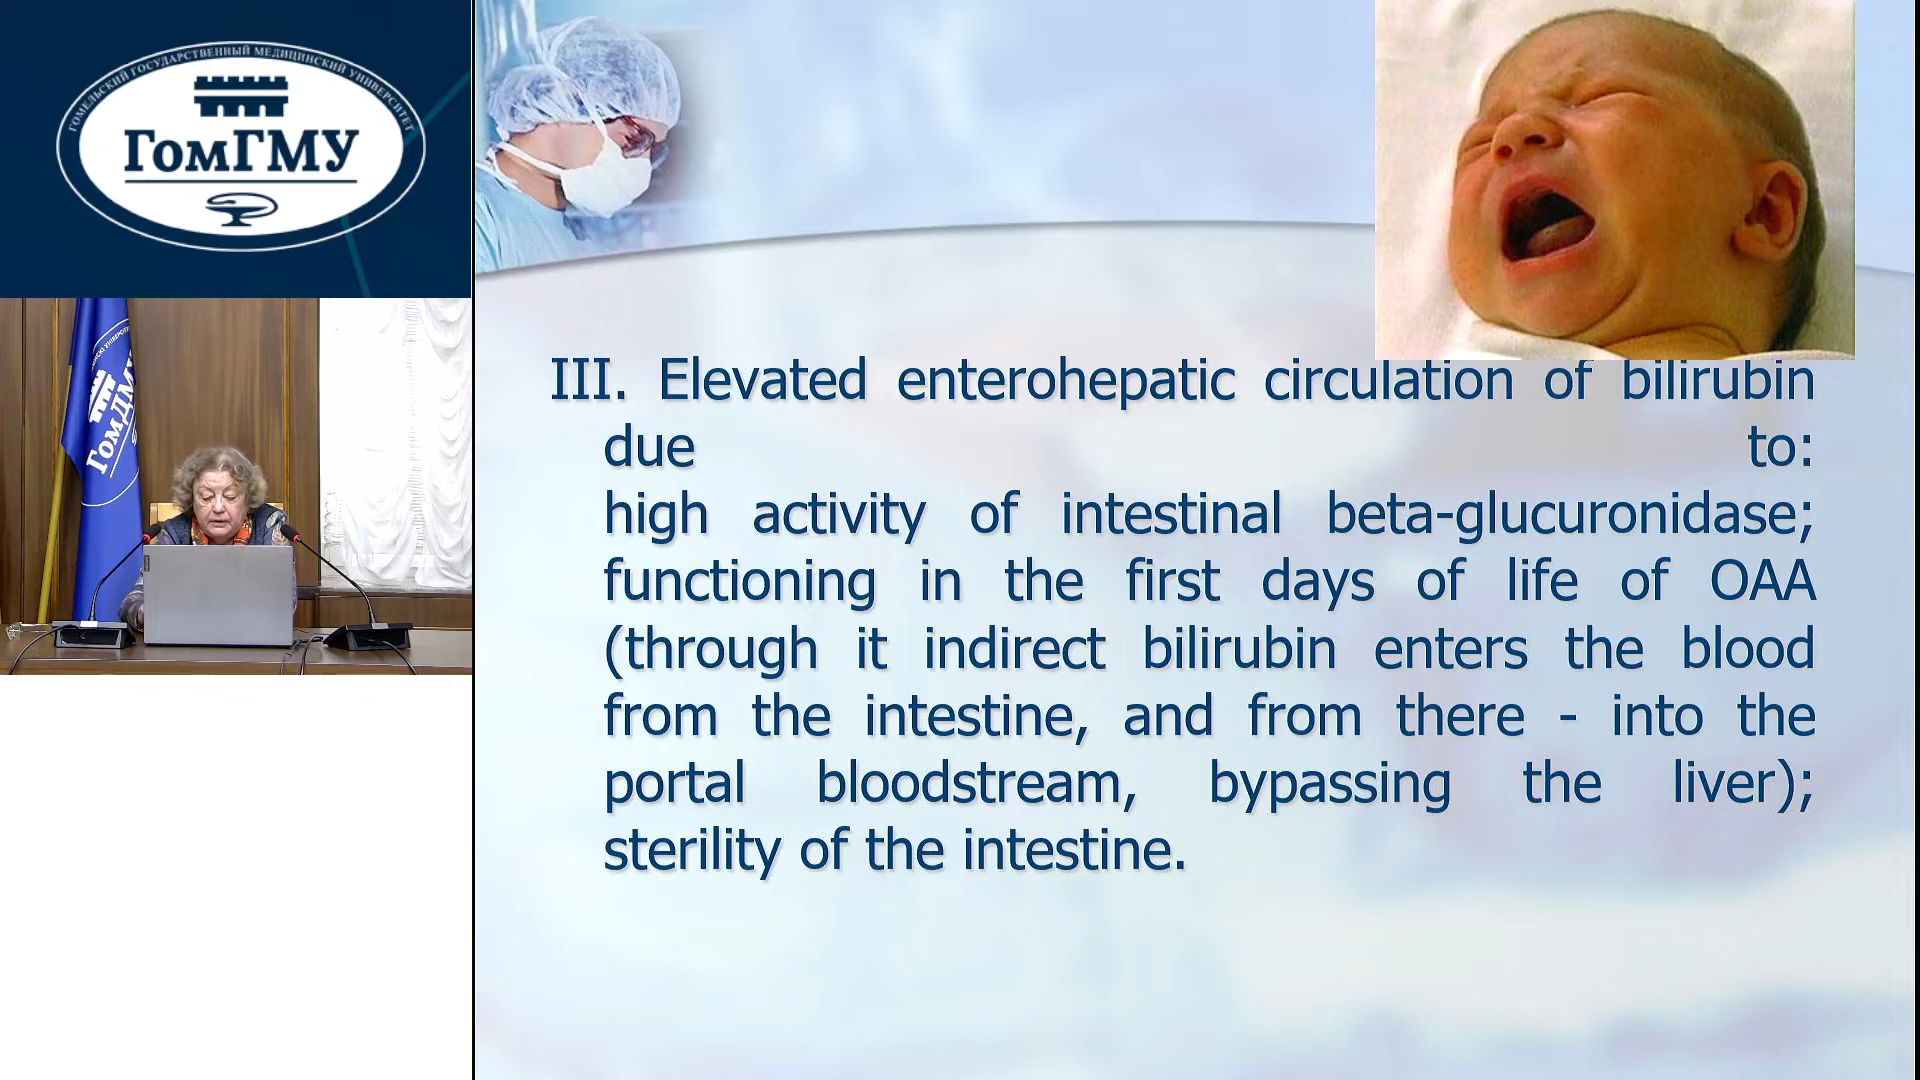 ГОМЕЛЬСКИЙ ГОСУДАРСТВЕННЫЙ МЕДИЦИНСКИЙ УНИВЕРСИТЕТ
ГомГМУ
ГомДМУ
III. Elevated enterohepatic circulation of bilirubin
due to:
high activity of intestinal beta-glucuronidase;
functioning in the first days of life of OAA
(through it indirect bilirubin enters the blood
from the intestine, and from there - into the
portal bloodstream, bypassing the liver);
sterility of the intestine.